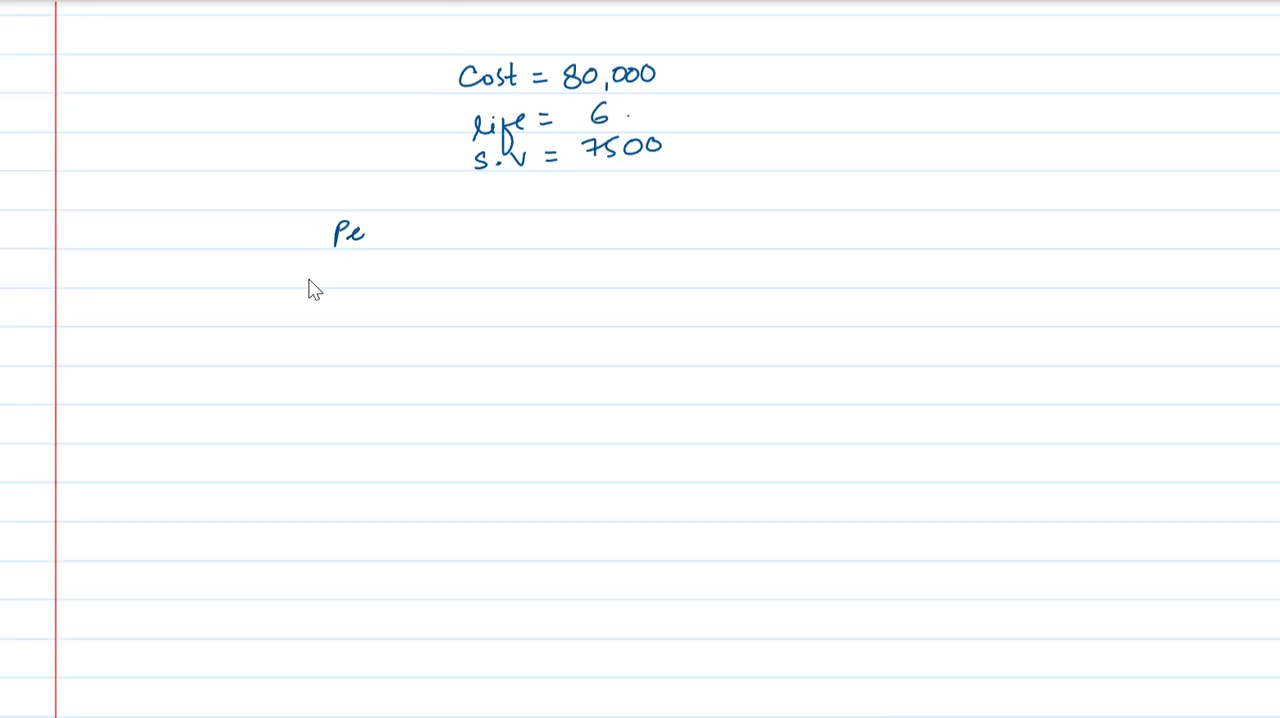 Cost = 80,000
life = 6
S.V = 7500
Pe